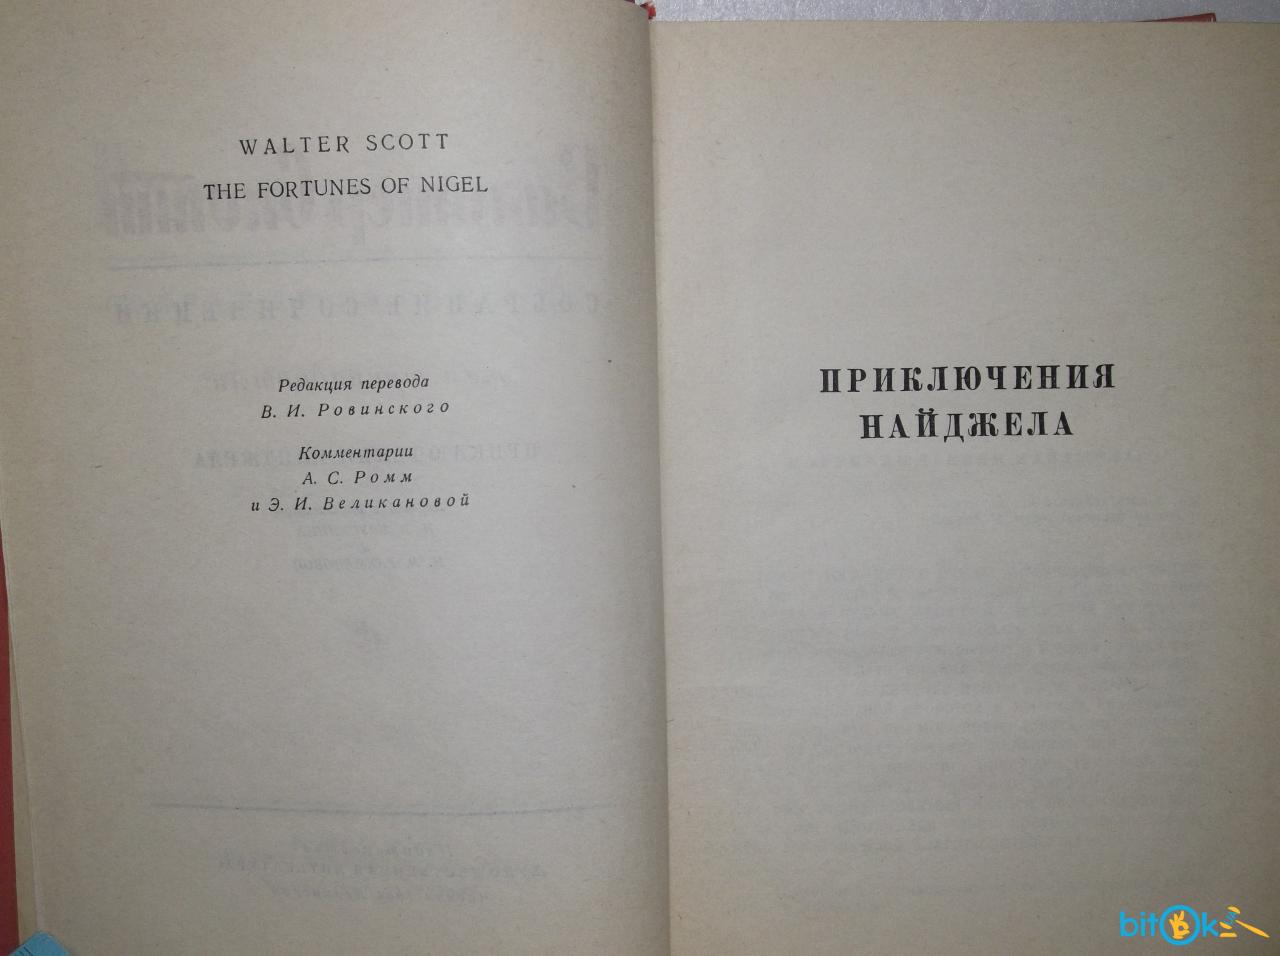 WALTER SCOTT
THE FORTUNES OF NIGEL
Редакция перевода
В. И. Ровинского
Комментарии
А. С. Ромм
и Э. И. Великановой
ПРИКЛЮЧЕНИЯ
НАЙДЖЕЛА
bitok